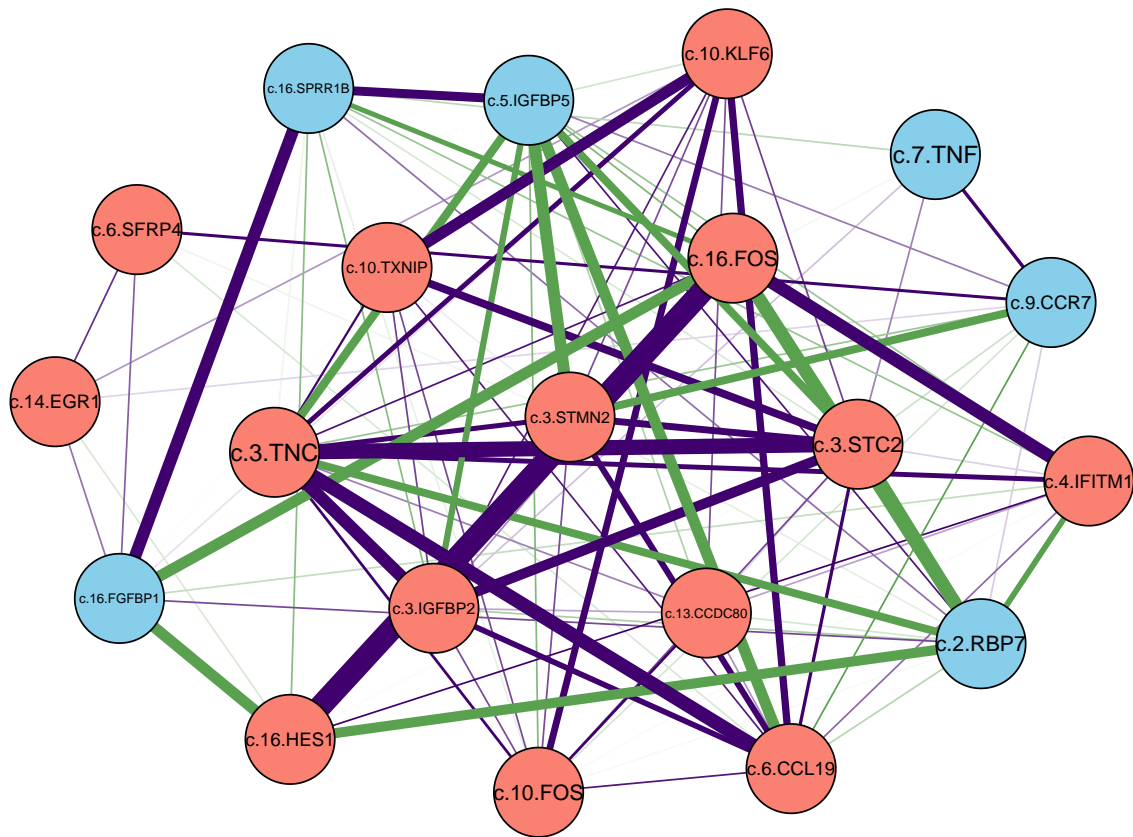 c.10.KLF6
c.16.SPRR1B
c.5.IGFBP5
c.7.TNF
c.6.SFRP4
c.10.TXNIP
c.16.FOS
c.9.CCR7
c.14.EGR1
c.3.STMN2
c.3.TNC
c.3.STC2
c.4.IFITM1
c.16.FGFBP1
c.3.IGFBP2
c.13.CCDC80
c.2.RBP7
c.16.HES1
c.6.CCL19
c.10.FOS